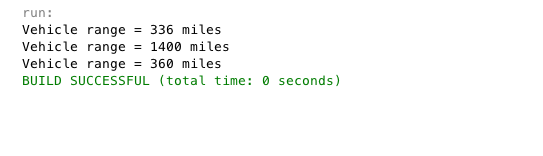 run:
Vehicle range = 336 miles
Vehicle range = 1400 miles
Vehicle range = 360 miles
BUILD SUCCESSFUL (total time: 0 seconds)